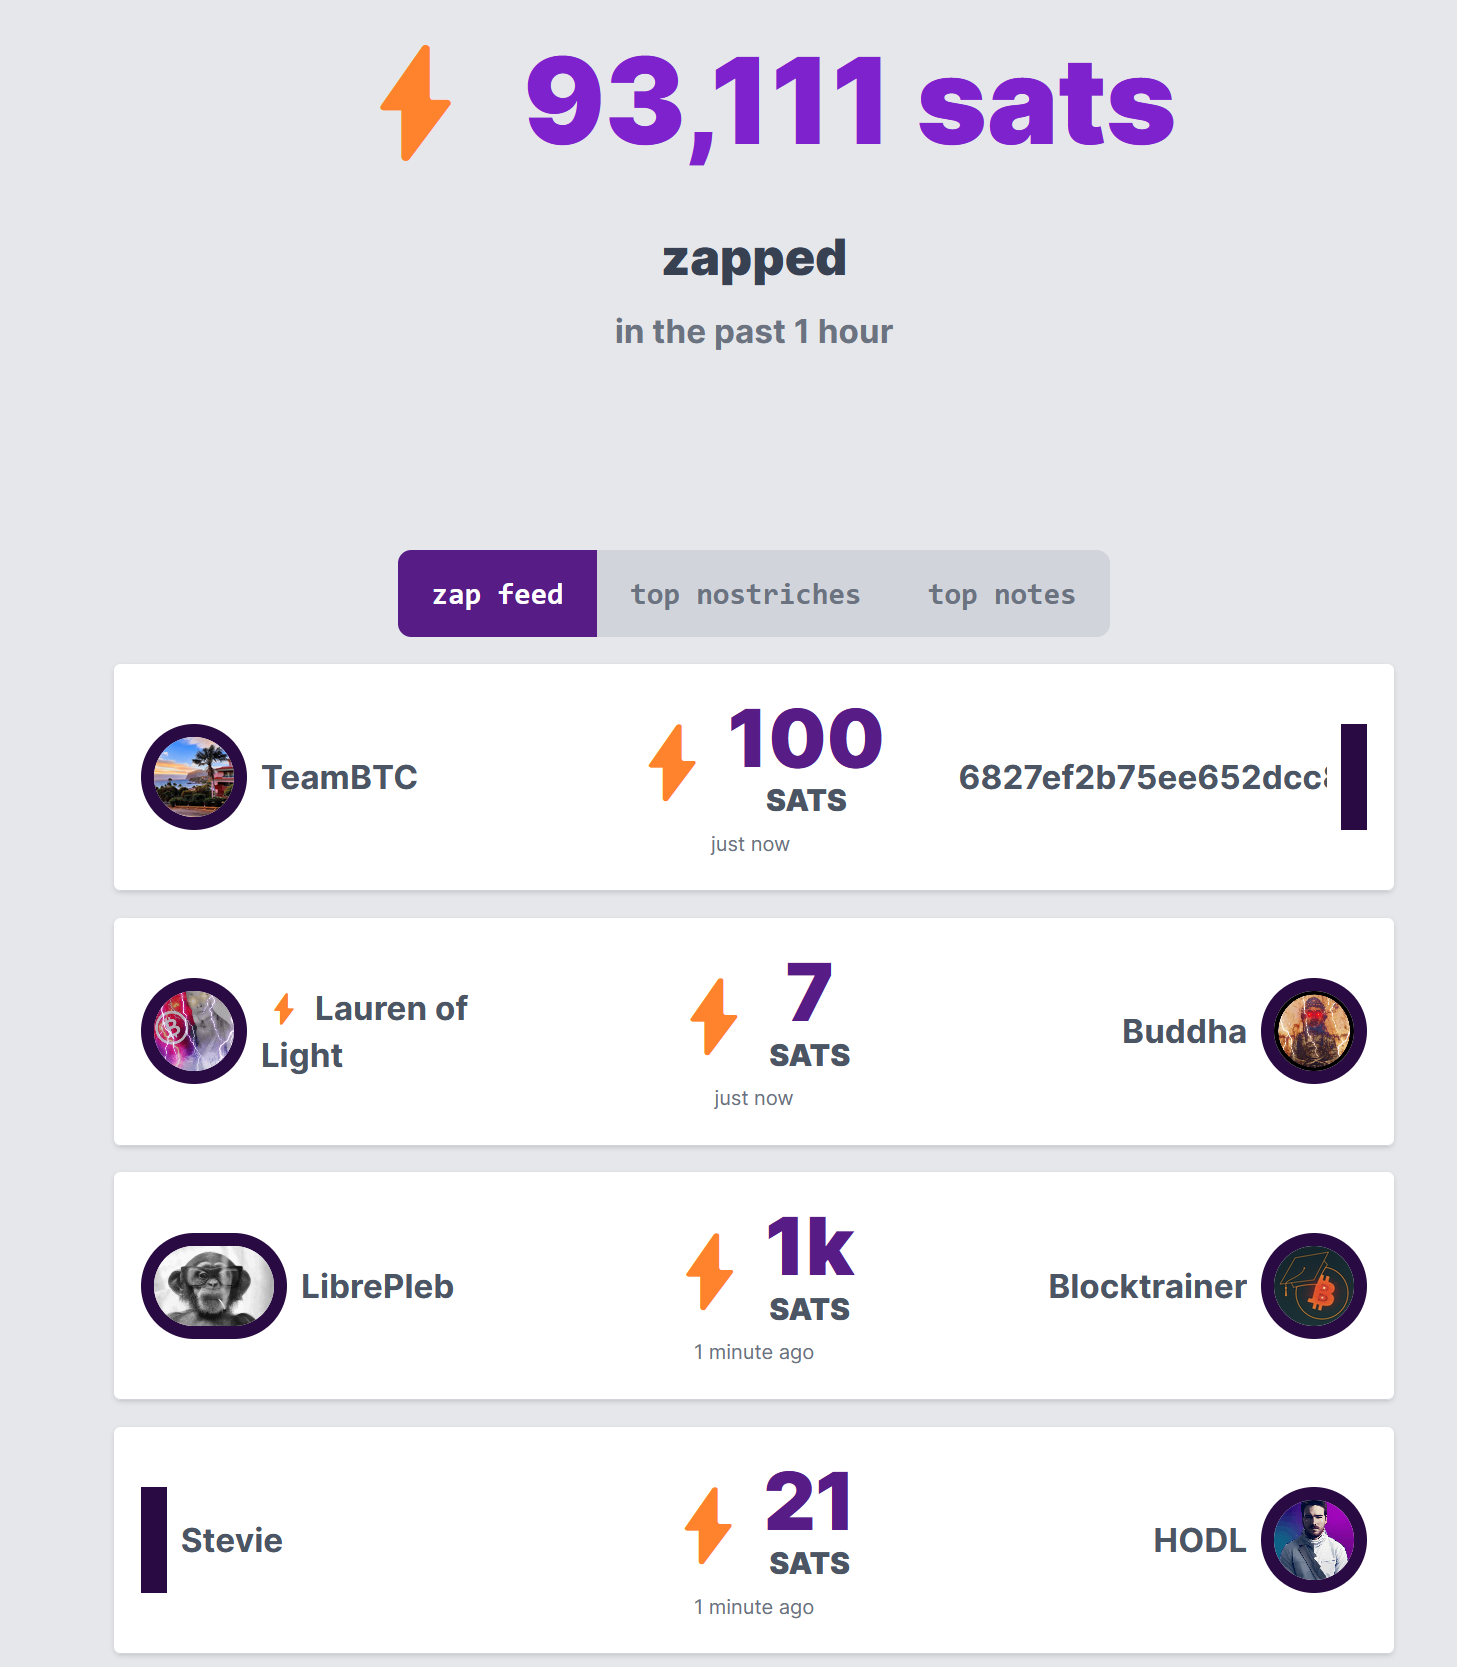 93,111 sats
zapped
in the past 1 hour
zap feed
top nostriches
top notes
TeamBTC
100
SATS
just now
6827ef2b75ee652dcc
Lauren of
Light
7
SATS
just now
Buddha
LibrePleb
1k
SATS
1 minute ago
Blocktrainer
Stevie
21
SATS
1 minute ago
HODL